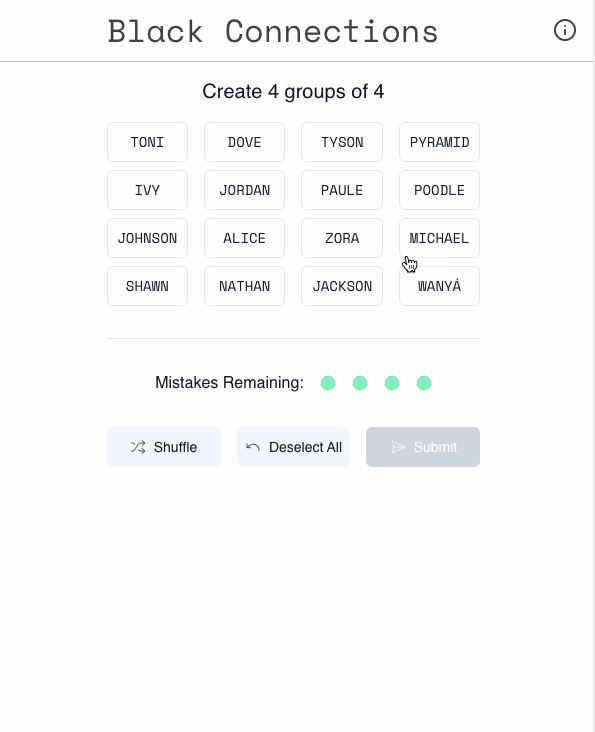 Black Connections
Create 4 groups of 4
TONI DOVE TYSON PYRAMID
IVY JORDAN PAULE POODLE
JOHNSON ALICE ZORA MICHAEL
SHAWN NATHAN JACKSON WANYÁ
Mistakes Remaining:
Shuffle Deselect All Submit